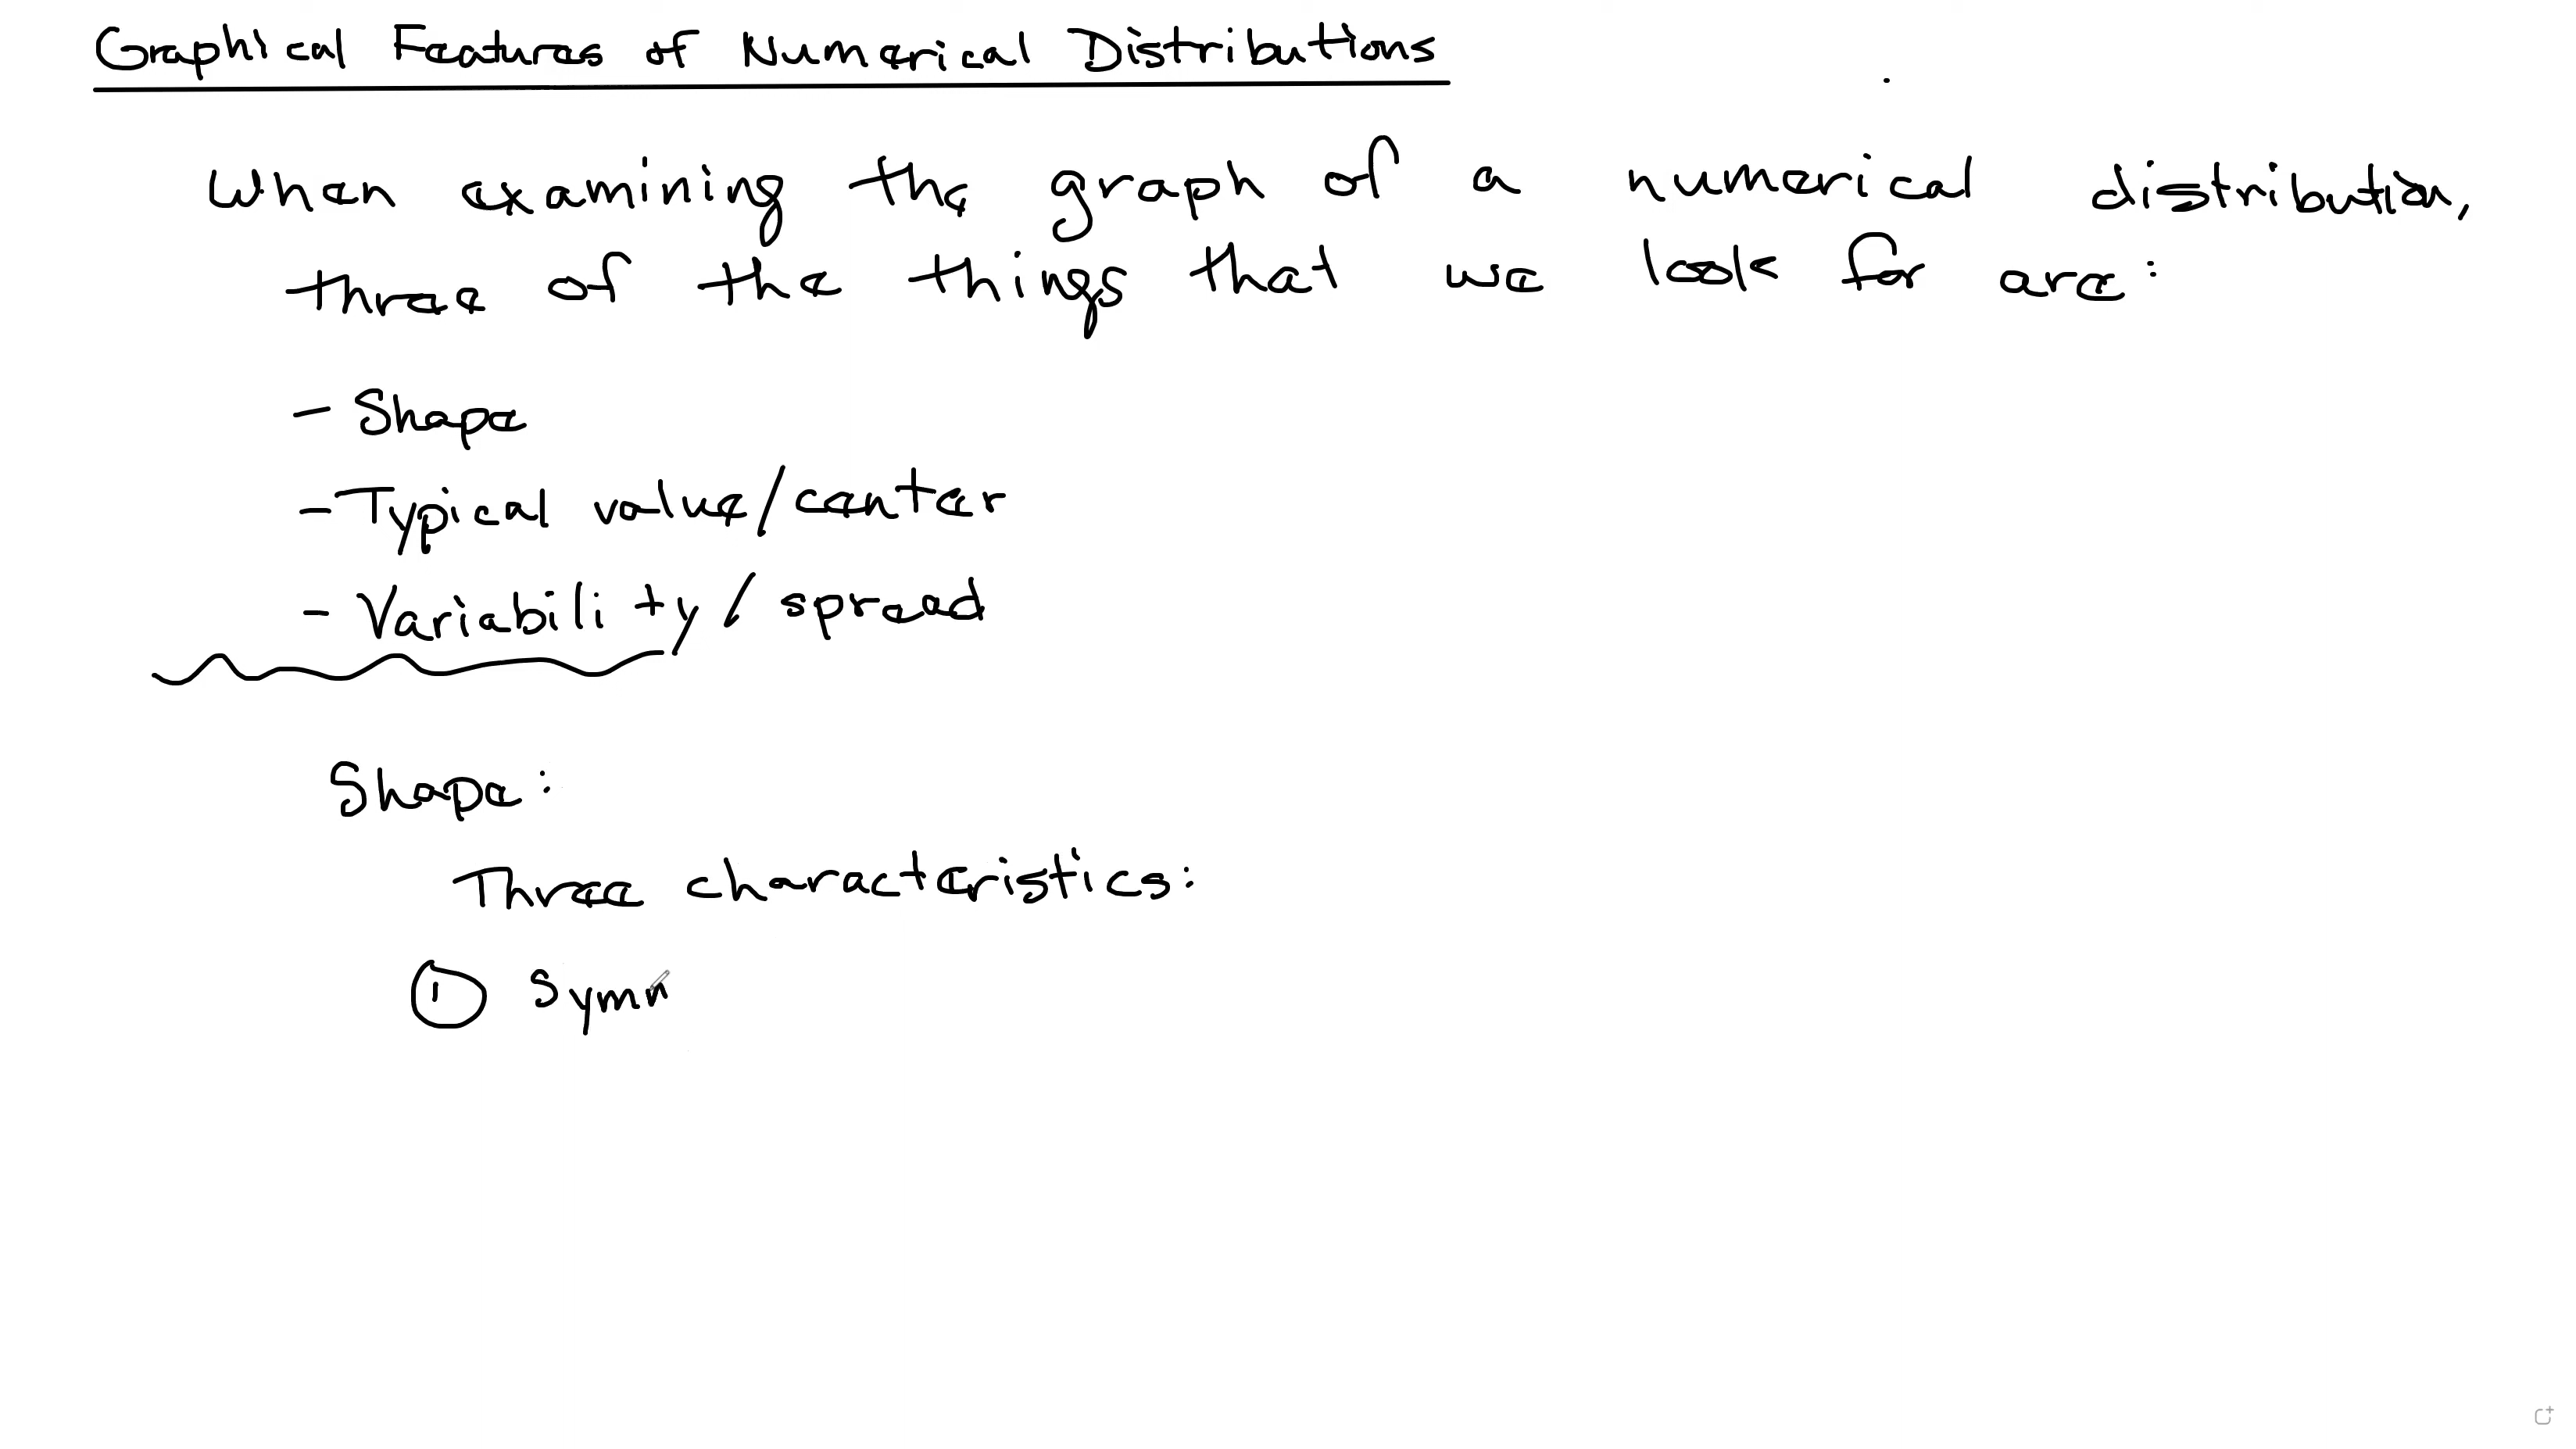 Graphical Features of Numerical Distributions
When examining the graph of a numerical distribution,
three of the things that we look for are:
- Shape
- Typical value/center
- Variability / spread
Shape:
Three characteristics:
① Symm